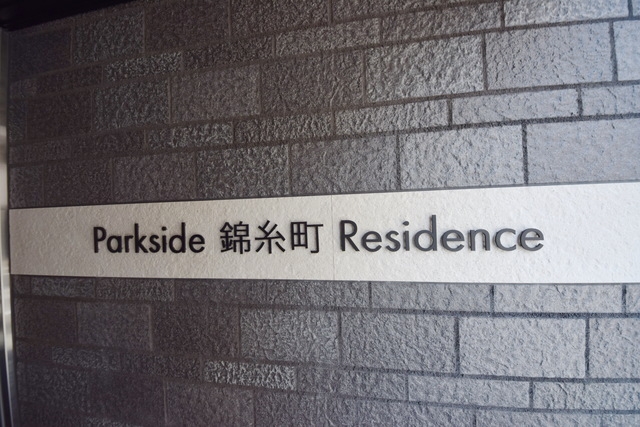 Parkside 錦糸町 Residence